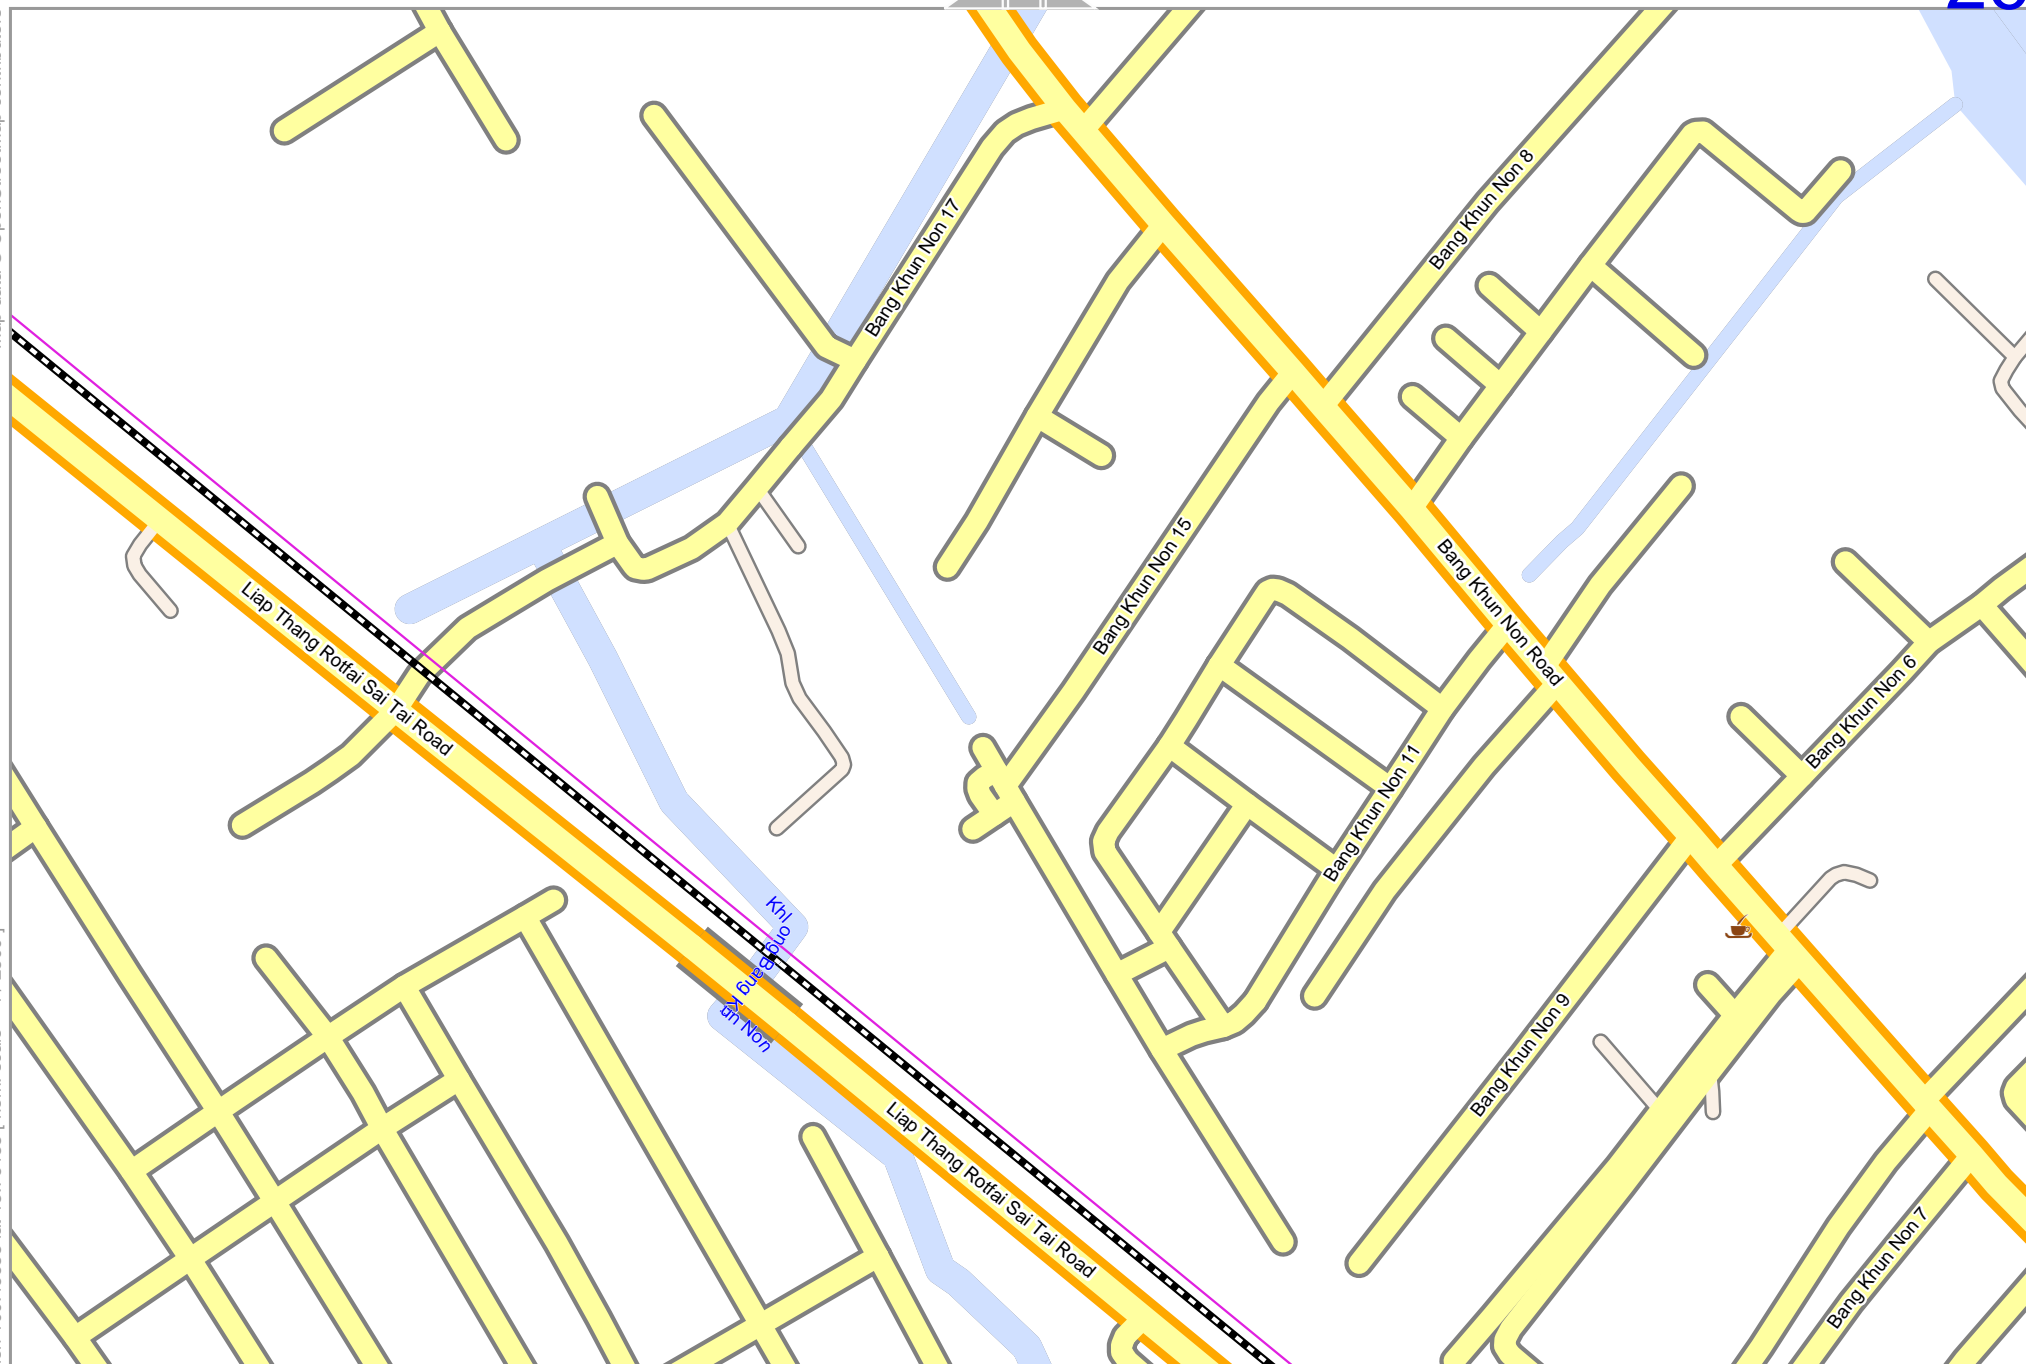 Bang Khun Non 8
Bang Khun Non 17
Bang Khun Non 15
Bang Khun Non Road
Liap Thang Rotfai Sai Tai Road
Bang Khun Non 6
Bang Khun Non 11
Khlong Bang Khun Non
Bang Khun Non 9
Liap Thang Rotfai Sai Tai Road
Bang Khun Non 7